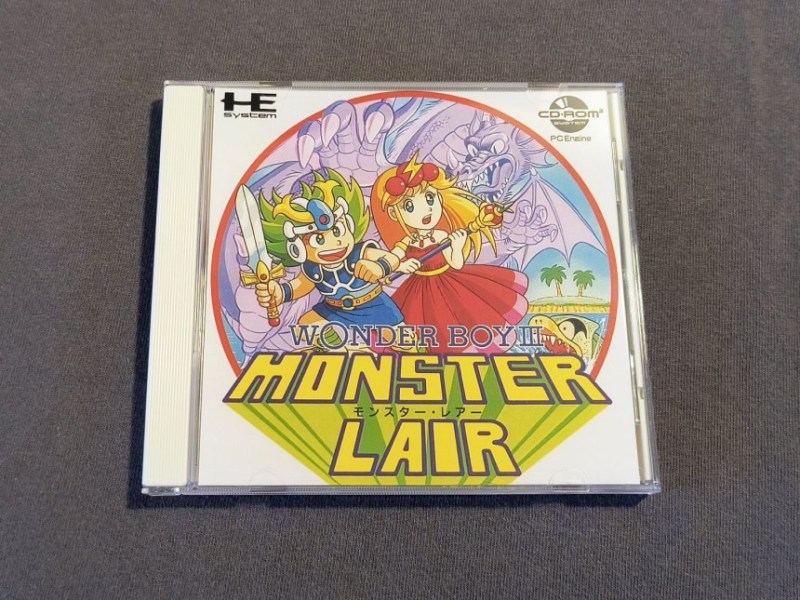 HE
system
CD-ROM²
SYSTEM
PC Engine
WONDER BOY III
MONSTER
モンスター・レアー
LAIR